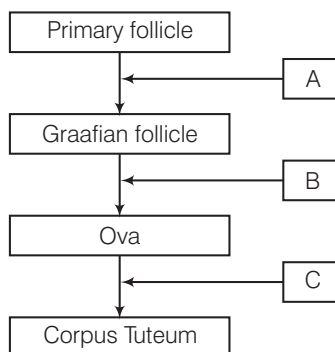 Primary follicle
A
Graafian follicle
B
Ova
C
Corpus Tuteum